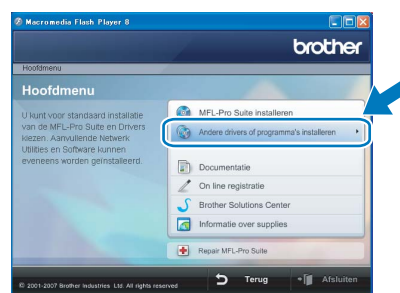 Macromedia Flash Player 8
brother
Hoofdmenu
Hoofdmenu
U kunt voor standaard installatie
van de MFL-Pro Suite en Drivers
kiezen. Aanvullende Netwerk
Utilities en Software kunnen
eveneens worden geïnstalleerd.
MFL-Pro Suite installeren
Andere drivers of programma's installeren
Documentatie
On line registratie
Brother Solutions Center
Informatie over supplies
Repair MFL-Pro Suite
© 2001-2007 Brother Industries Ltd. All rights reserved
Terug
Afsluiten